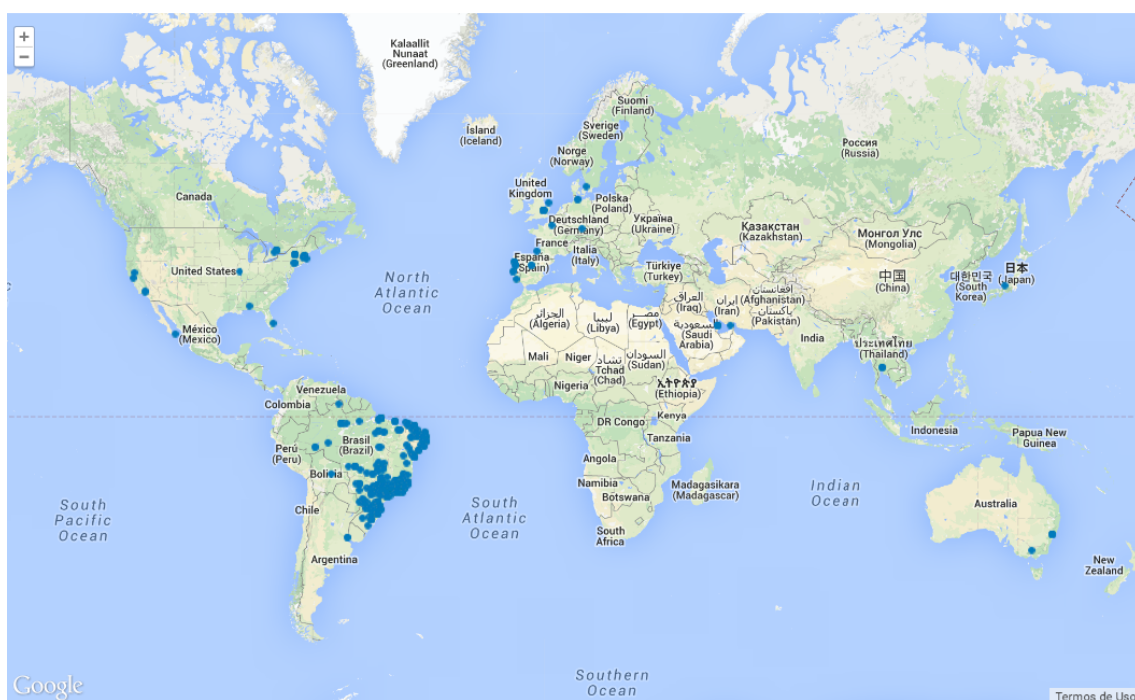 +
−
Kalaallit
Nunaat
(Greenland)
Ísland
(Iceland)
Suomi
(Finland)
Sverige
(Sweden)
Norge
(Norway)
Россия
(Russia)
Canada
United
Kingdom
Polska
(Poland)
Deutschland
(Germany)
Україна
(Ukraine)
Қазақстан
(Kazakhstan)
Монгол Улс
(Mongolia)
France
Italia
(Italy)
España
(Spain)
Türkiye
(Turkey)
中国
(China)
대한민국
(South
Korea)
日本
(Japan)
United States
North
Atlantic
Ocean
العراق
(Iraq)
ایران
(Iran)
افغانستان
(Afghanistan)
پاکستان
(Pakistan)
الجزائر
(Algeria)
ليبيا
(Libya)
مصر
(Egypt)
السعودية
(Saudi
Arabia)
México
(Mexico)
India
ประเทศไทย
(Thailand)
Mali
Niger
تشاد
Tchad
(Chad)
السودان
(Sudan)
Nigeria
ኢትዮጵያ
(Ethiopia)
Venezuela
Colombia
DR Congo
Kenya
Tanzania
Indonesia
Papua New
Guinea
Perú
(Peru)
Brasil
(Brazil)
Bolivia
Angola
Namibia
Botswana
Madagasikara
(Madagascar)
Indian
Ocean
Australia
South
Pacific
Ocean
Chile
South
Atlantic
Ocean
South
Africa
Argentina
New
Zealand
Southern
Ocean
Google
Termos de Uso